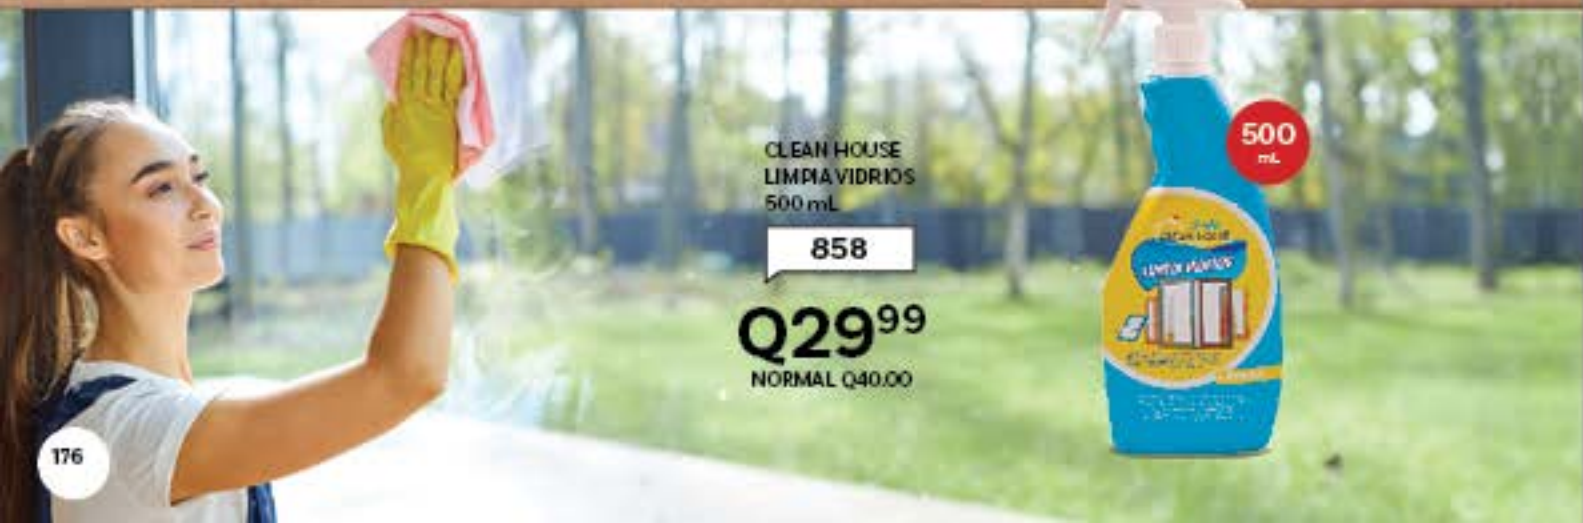 CLEAN HOUSE
LIMPIA VIDRIOS
500 mL
858
Q29⁹⁹
NORMAL Q40.00
500
mL
LIMPIA VIDRIOS
176